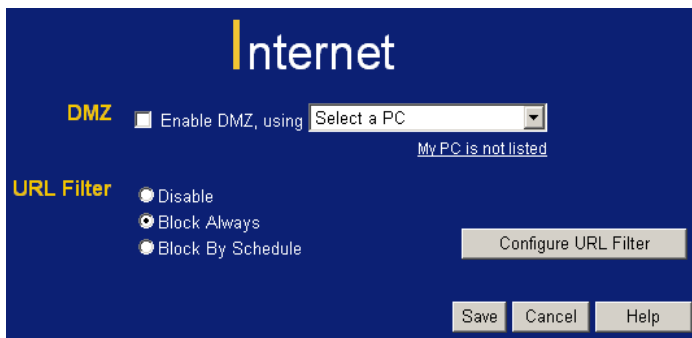 Internet
DMZ Enable DMZ, using Select a PC
My PC is not listed
URL Filter Disable
Block Always
Block By Schedule Configure URL Filter
Save Cancel Help